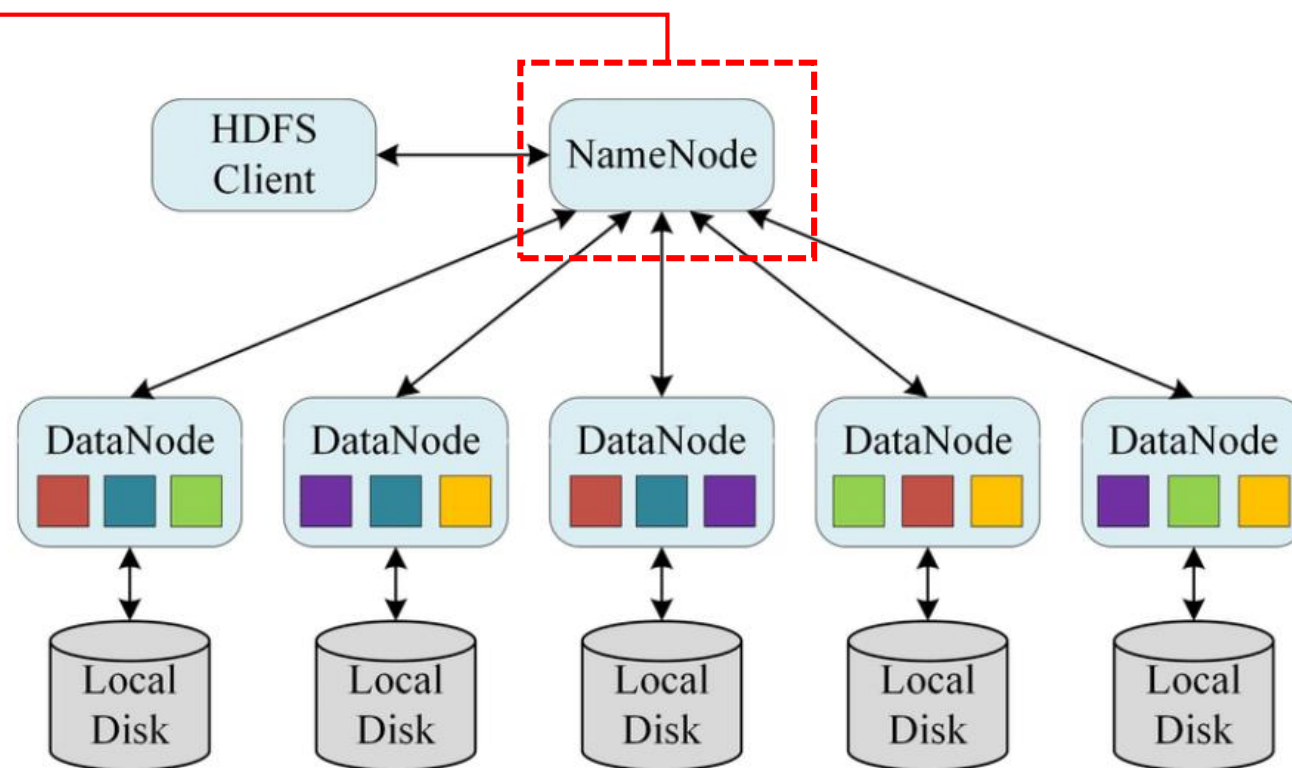 HDFS
Client
NameNode
DataNode
DataNode
DataNode
DataNode
DataNode
Local
Disk
Local
Disk
Local
Disk
Local
Disk
Local
Disk